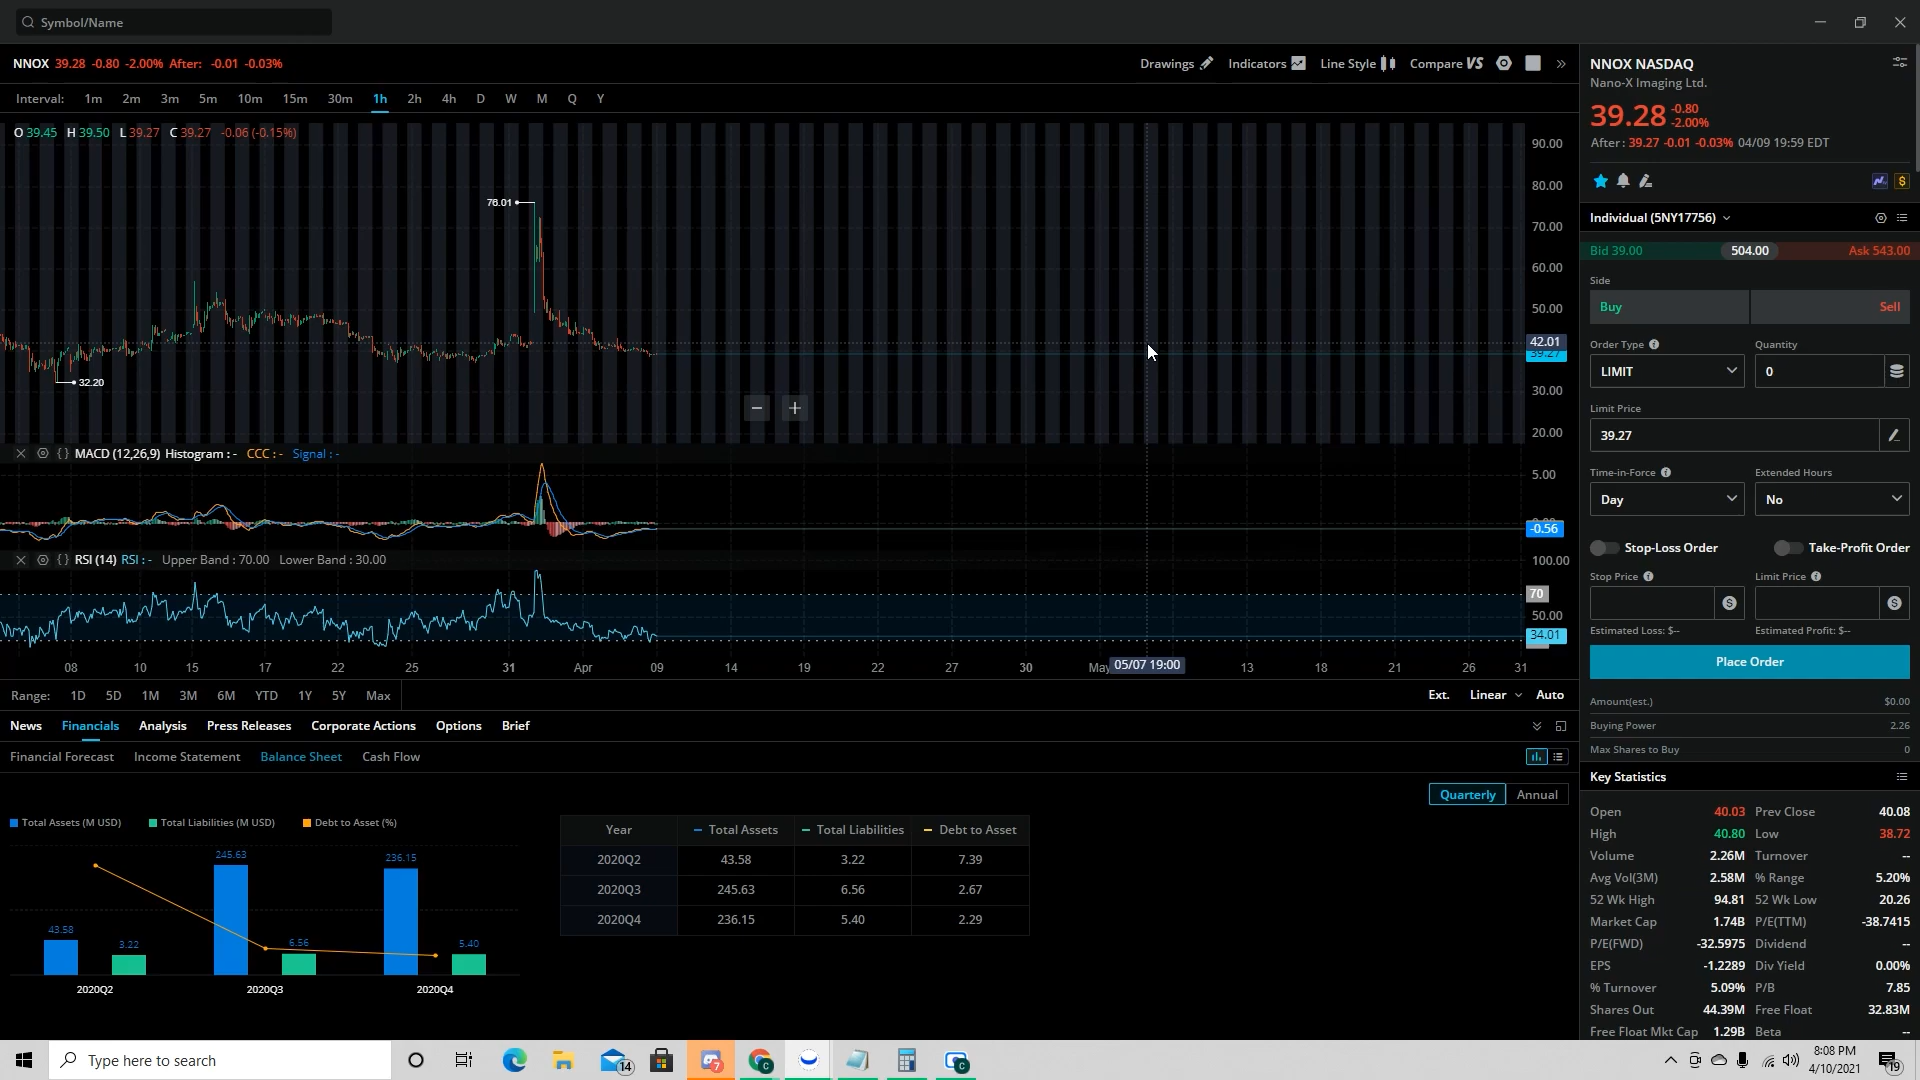 Symbol/Name
NNOX 39.28 -0.80 -2.00% After: -0.01 -0.03%
Drawings Indicators Line Style Compare VS
Interval: 1m 2m 3m 5m 10m 15m 30m 1h 2h 4h D W M Q Y
O 39.45 H 39.50 L 39.27 C 39.27 -0.06 (-0.15%)
90.00
80.00
76.01
70.00
60.00
50.00
42.01
39.27
32.20
30.00
20.00
MACD (12,26,9) Histogram : - CCC : - Signal : -
5.00
-0.56
RSI (14) RSI : - Upper Band : 70.00 Lower Band : 30.00
100.00
70
50.00
34.01
08 10 15 17 22 25 31 Apr 09 14 19 22 27 30 May 05/07 19:00 13 18 21 26 31
Range: 1D 5D 1M 3M 6M YTD 1Y 5Y Max
Ext. Linear Auto
News Financials Analysis Press Releases Corporate Actions Options Brief
Financial Forecast Income Statement Balance Sheet Cash Flow
Quarterly Annual
Total Assets (M USD) Total Liabilities (M USD) Debt to Asset (%)
245.63
236.15
43.58
3.22
6.56
5.40
2020Q2 2020Q3 2020Q4
Year Total Assets Total Liabilities Debt to Asset
2020Q2 43.58 3.22 7.39
2020Q3 245.63 6.56 2.67
2020Q4 236.15 5.40 2.29
NNOX NASDAQ
Nano-X Imaging Ltd.
39.28 -0.80
-2.00%
After: 39.27 -0.01 -0.03% 04/09 19:59 EDT
Individual (5NY17756)
Bid 39.00 504.00 Ask 543.00
Side
Buy Sell
Order Type Quantity
LIMIT 0
Limit Price
39.27
Time-in-Force Extended Hours
Day No
Stop-Loss Order Take-Profit Order
Stop Price Limit Price
Estimated Loss: $-- Estimated Profit: $--
Place Order
Amount(est.) $0.00
Buying Power 2.26
Max Shares to Buy 0
Key Statistics
Open 40.03 Prev Close 40.08
High 40.80 Low 38.72
Volume 2.26M Turnover --
Avg Vol(3M) 2.58M % Range 5.20%
52 Wk High 94.81 52 Wk Low 20.26
Market Cap 1.74B P/E(TTM) -38.7415
P/E(FWD) -32.5975 Dividend --
EPS -1.2289 Div Yield 0.00%
% Turnover 5.09% P/B 7.85
Shares Out 44.39M Free Float 32.83M
Free Float Mkt Cap 1.29B Beta --
Type here to search
14
7
8:08 PM
4/10/2021
19